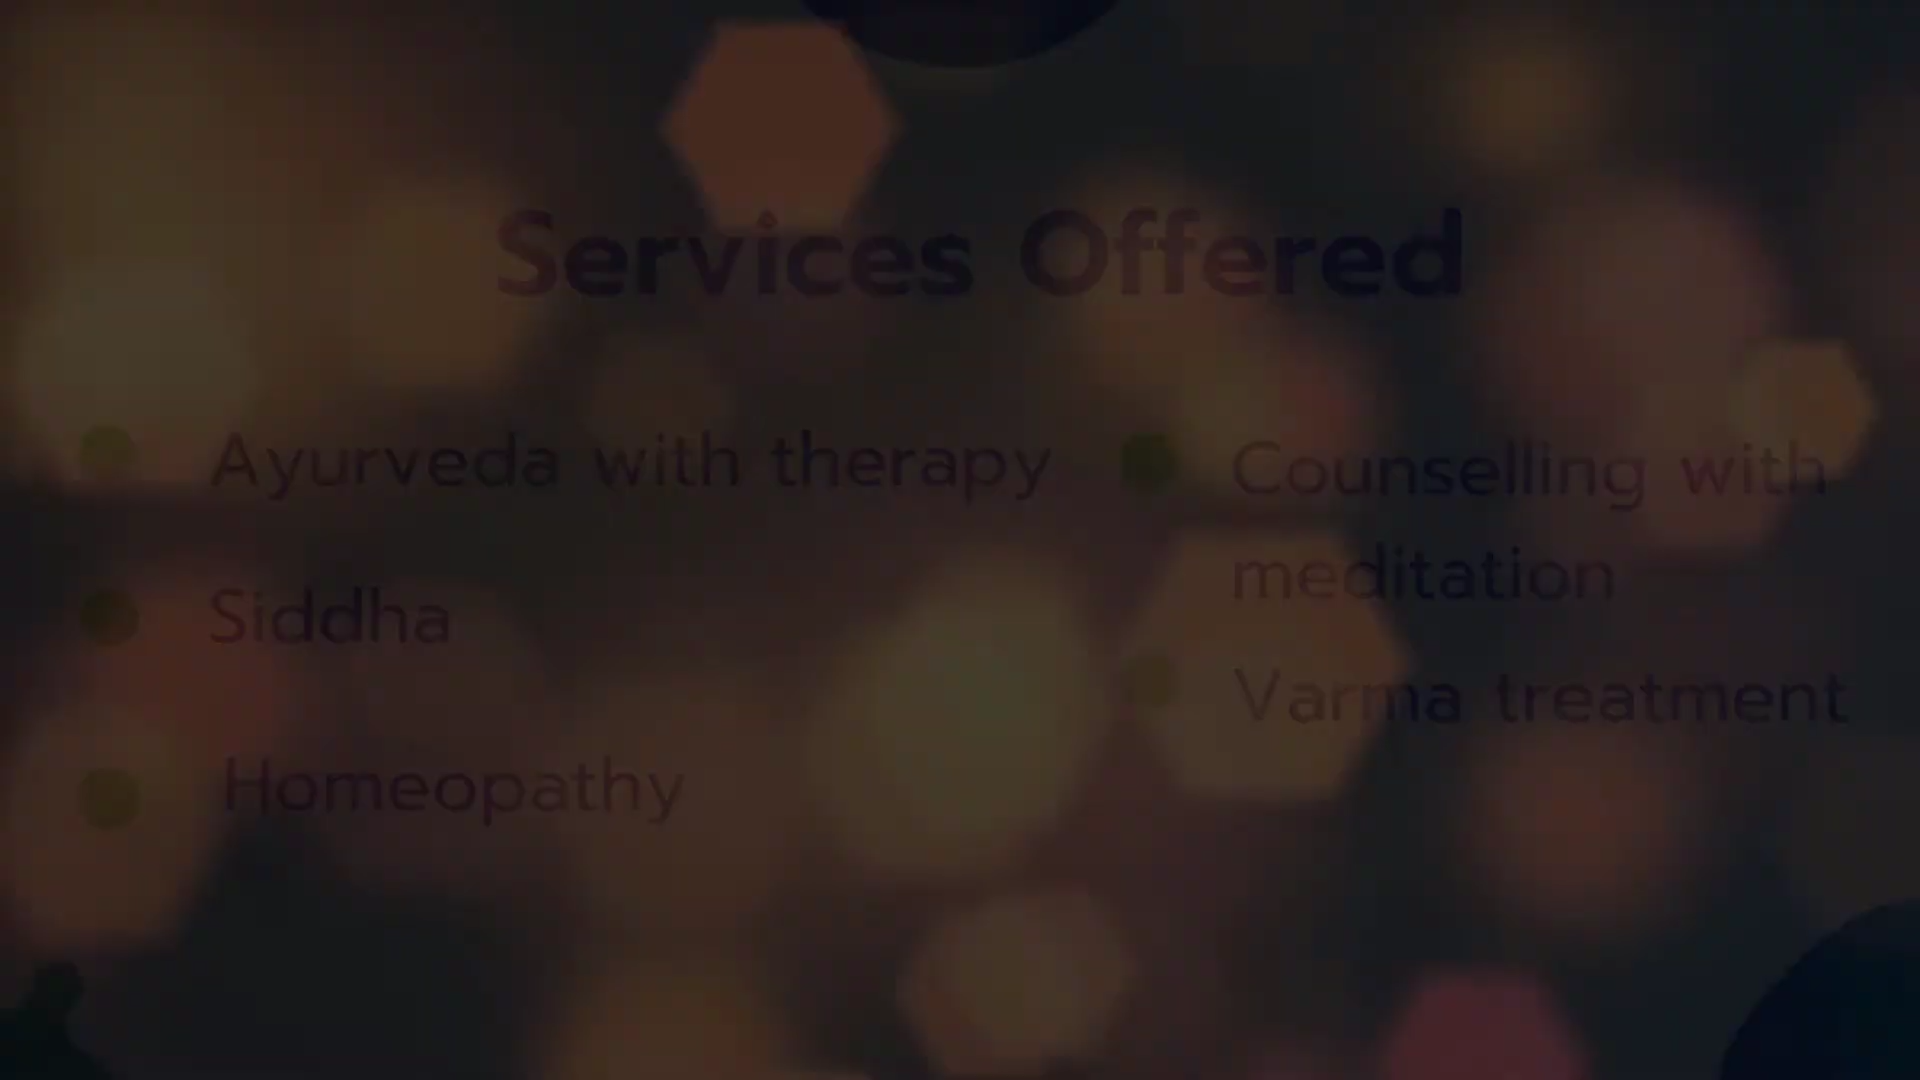 Services Offered
Ayurveda with therapy
Siddha
Homeopathy
Counselling with
meditation
Varma treatment